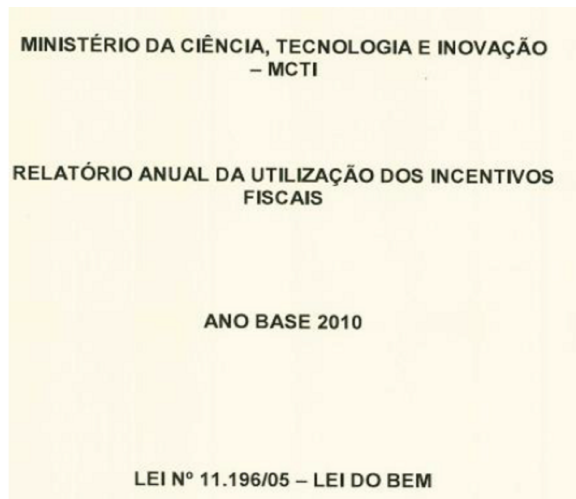 MINISTÉRIO DA CIÊNCIA, TECNOLOGIA E INOVAÇÃO
– MCTI
RELATÓRIO ANUAL DA UTILIZAÇÃO DOS INCENTIVOS
FISCAIS
ANO BASE 2010
LEI Nº 11.196/05 – LEI DO BEM